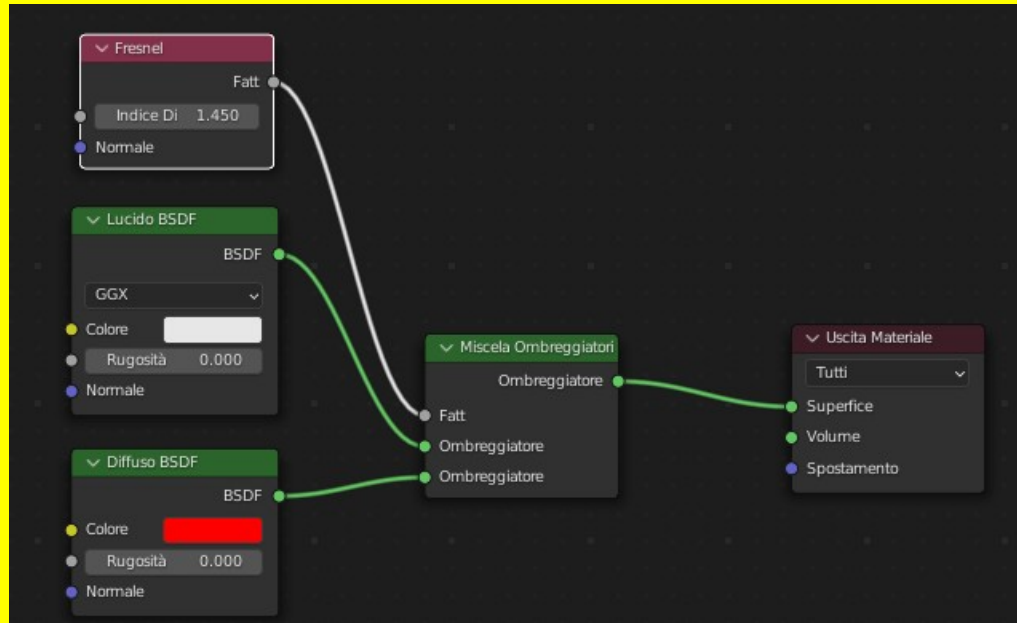 Fresnel
Fatt
Indice Di 1.450
Normale
Lucido BSDF
BSDF
GGX
Colore
Rugosità 0.000
Normale
Diffuso BSDF
BSDF
Colore
Rugosità 0.000
Normale
Miscela Ombreggiatori
Ombreggiatore
Fatt
Ombreggiatore
Ombreggiatore
Uscita Materiale
Tutti
Superfice
Volume
Spostamento